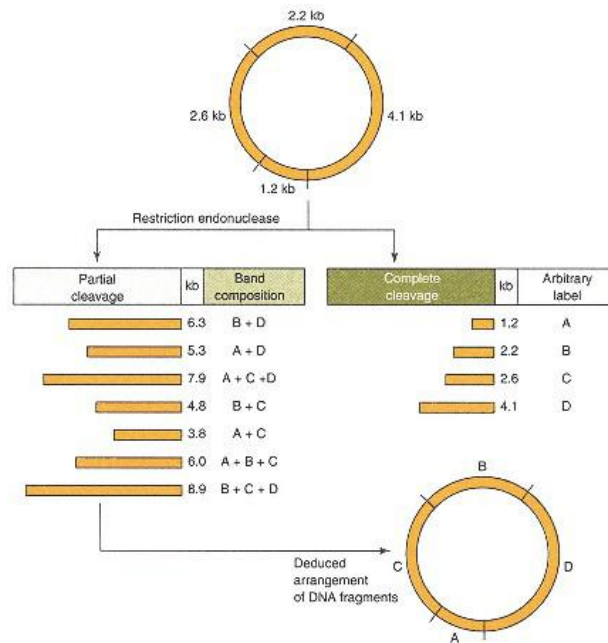 2.2 kb
2.6 kb
4.1 kb
1.2 kb
Restriction endonuclease
Partial cleavage
kb
Band composition
Complete cleavage
kb
Arbitrary label
6.3 B + D
5.3 A + D
7.9 A + C +D
4.8 B + C
3.8 A + C
6.0 A + B + C
8.9 B + C + D
1.2 A
2.2 B
2.6 C
4.1 D
B
C
D
A
Deduced
arrangement
of DNA fragments